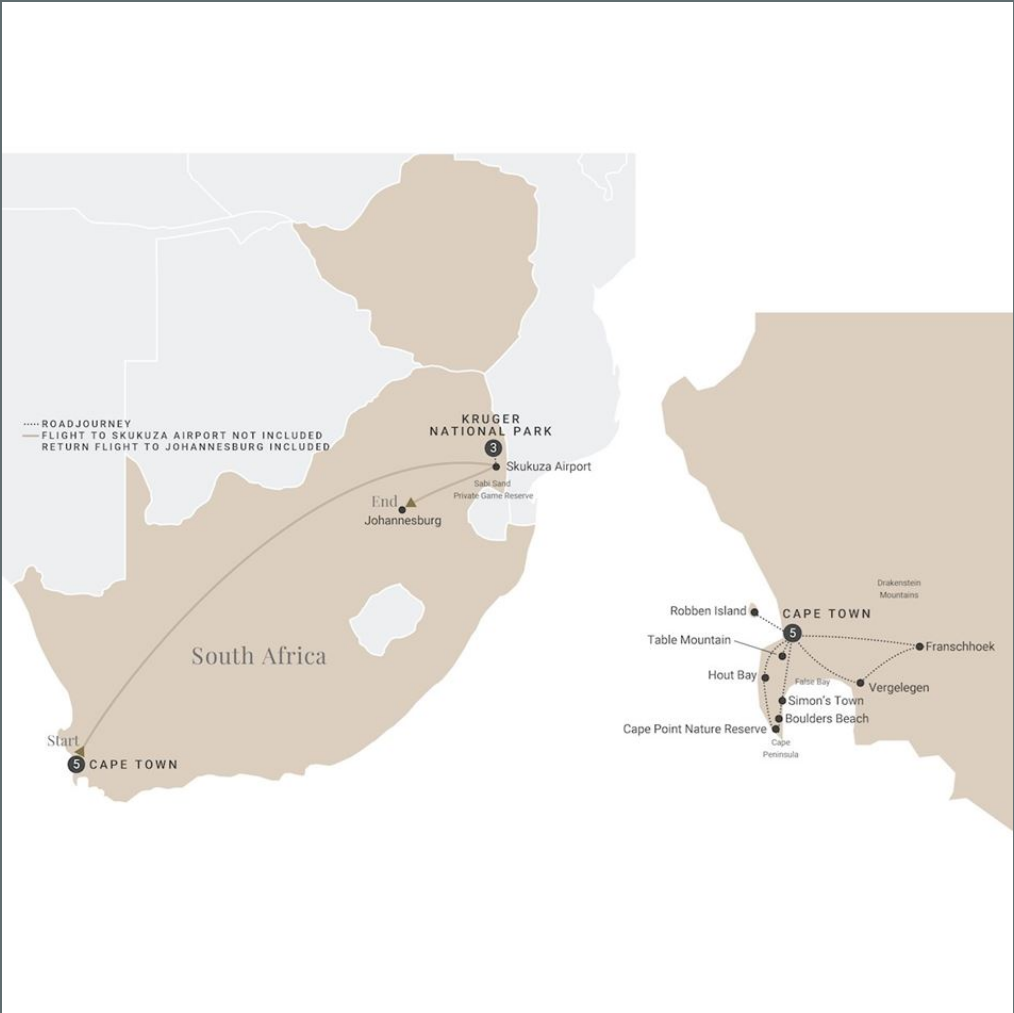 ROADJOURNEY
FLIGHT TO SKUKUZA AIRPORT NOT INCLUDED
RETURN FLIGHT TO JOHANNESBURG INCLUDED
KRUGER
NATIONAL PARK
3
Skukuza Airport
Sabi Sand
Private Game Reserve
End
Johannesburg
South Africa
Start
5 CAPE TOWN
Drakenstein
Mountains
Robben Island
CAPE TOWN
5
Table Mountain
Franschhoek
Hout Bay
False Bay
Vergelegen
Simon's Town
Boulders Beach
Cape Point Nature Reserve
Cape
Peninsula